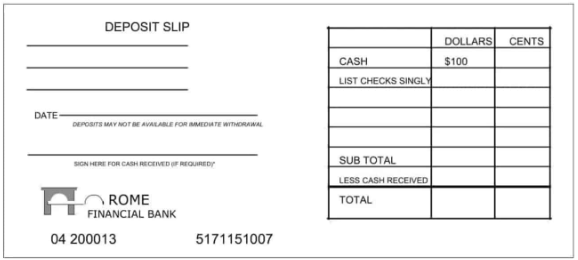 DEPOSIT SLIP
DATE
DEPOSITS MAY NOT BE AVAILABLE FOR IMMEDIATE WITHDRAWAL
SIGN HERE FOR CASH RECEIVED (IF REQUIRED)*
ROME
FINANCIAL BANK
04 200013 5171151007
DOLLARS CENTS
CASH $100
LIST CHECKS SINGLY
SUB TOTAL
LESS CASH RECEIVED
TOTAL